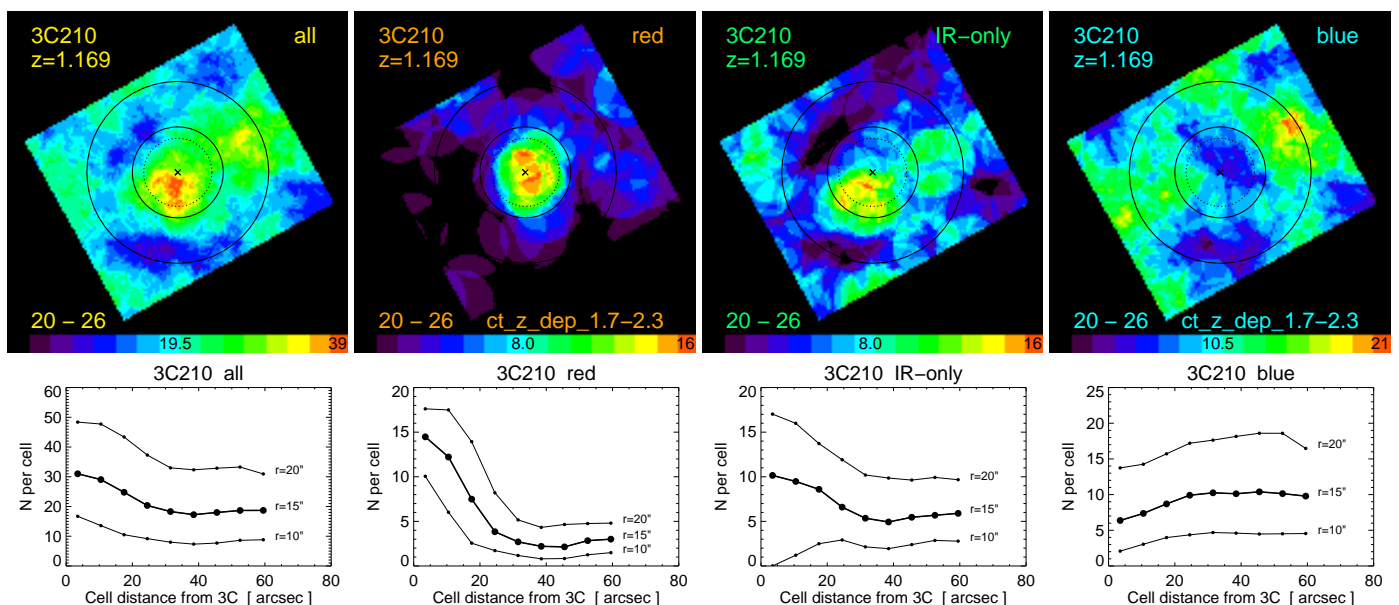 3C210 all
z=1.169
20 − 26
19.5 39
3C210 red
z=1.169
20 − 26 ct_z_dep_1.7−2.3
8.0 16
3C210 IR−only
z=1.169
20 − 26
8.0 16
3C210 blue
z=1.169
20 − 26 ct_z_dep_1.7−2.3
10.5 21
3C210 all
N per cell
60
50
40
30
20
10
0
r=20"
r=15"
r=10"
0 20 40 60 80
Cell distance from 3C [ arcsec ]
3C210 red
N per cell
20
15
10
5
0
r=20"
r=15"
r=10"
0 20 40 60 80
Cell distance from 3C [ arcsec ]
3C210 IR−only
N per cell
20
15
10
5
0
r=20"
r=15"
r=10"
0 20 40 60 80
Cell distance from 3C [ arcsec ]
3C210 blue
N per cell
25
20
15
10
5
0
r=20"
r=15"
r=10"
0 20 40 60 80
Cell distance from 3C [ arcsec ]